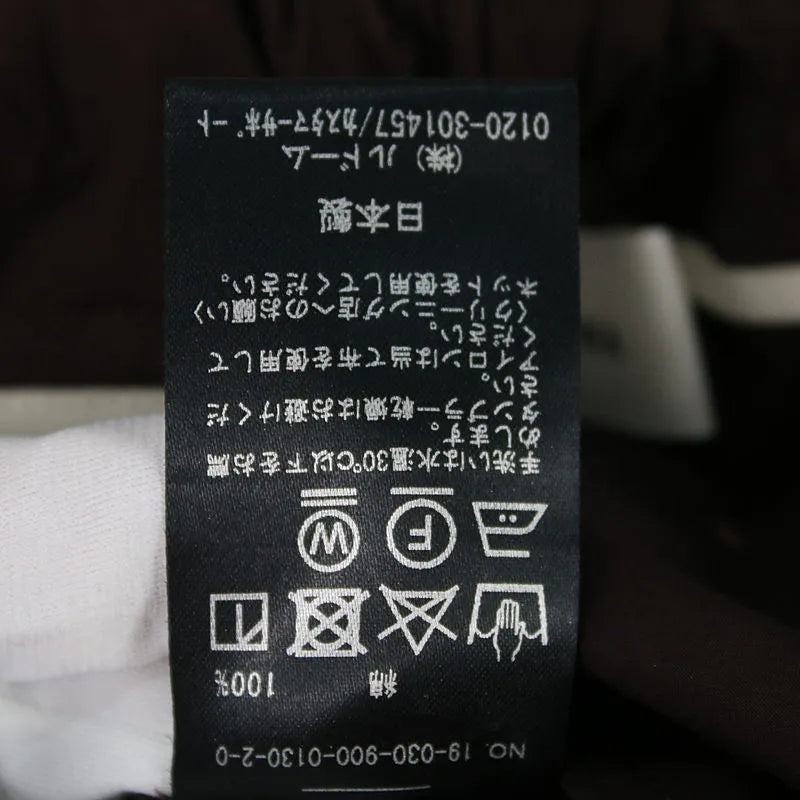 NO. 19-030-900-0130-2-0
綿 100%
F W
手洗いは水温30℃以下をお薦
めします。
タンブラー乾燥はお避けくだ
さい。
アイロンは当て布を使用して
ください。
〈クリーニング店へのお願い〉
ネットを使用してください。
日本製
(株)ルドーム
0120-301457/ｶｽﾀﾏｰｻﾎﾟｰﾄ